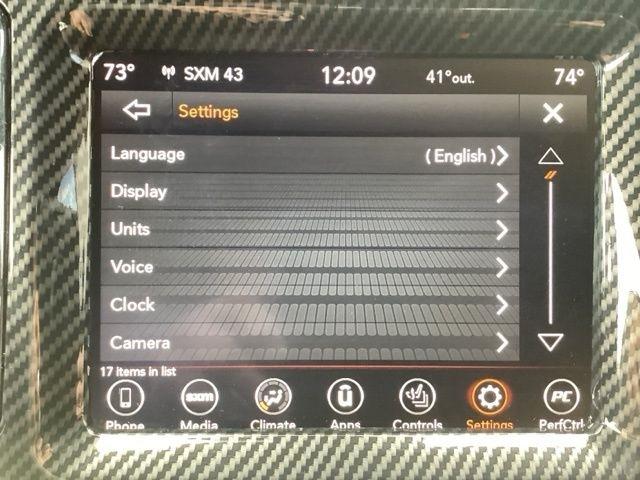 73° SXM 43 12:09 41°out. 74°
Settings
Language (English)
Display
Units
Voice
Clock
Camera
17 items in list
sxm ü PC
Phone Media Climate Apps Controls Settings PerfCtrl